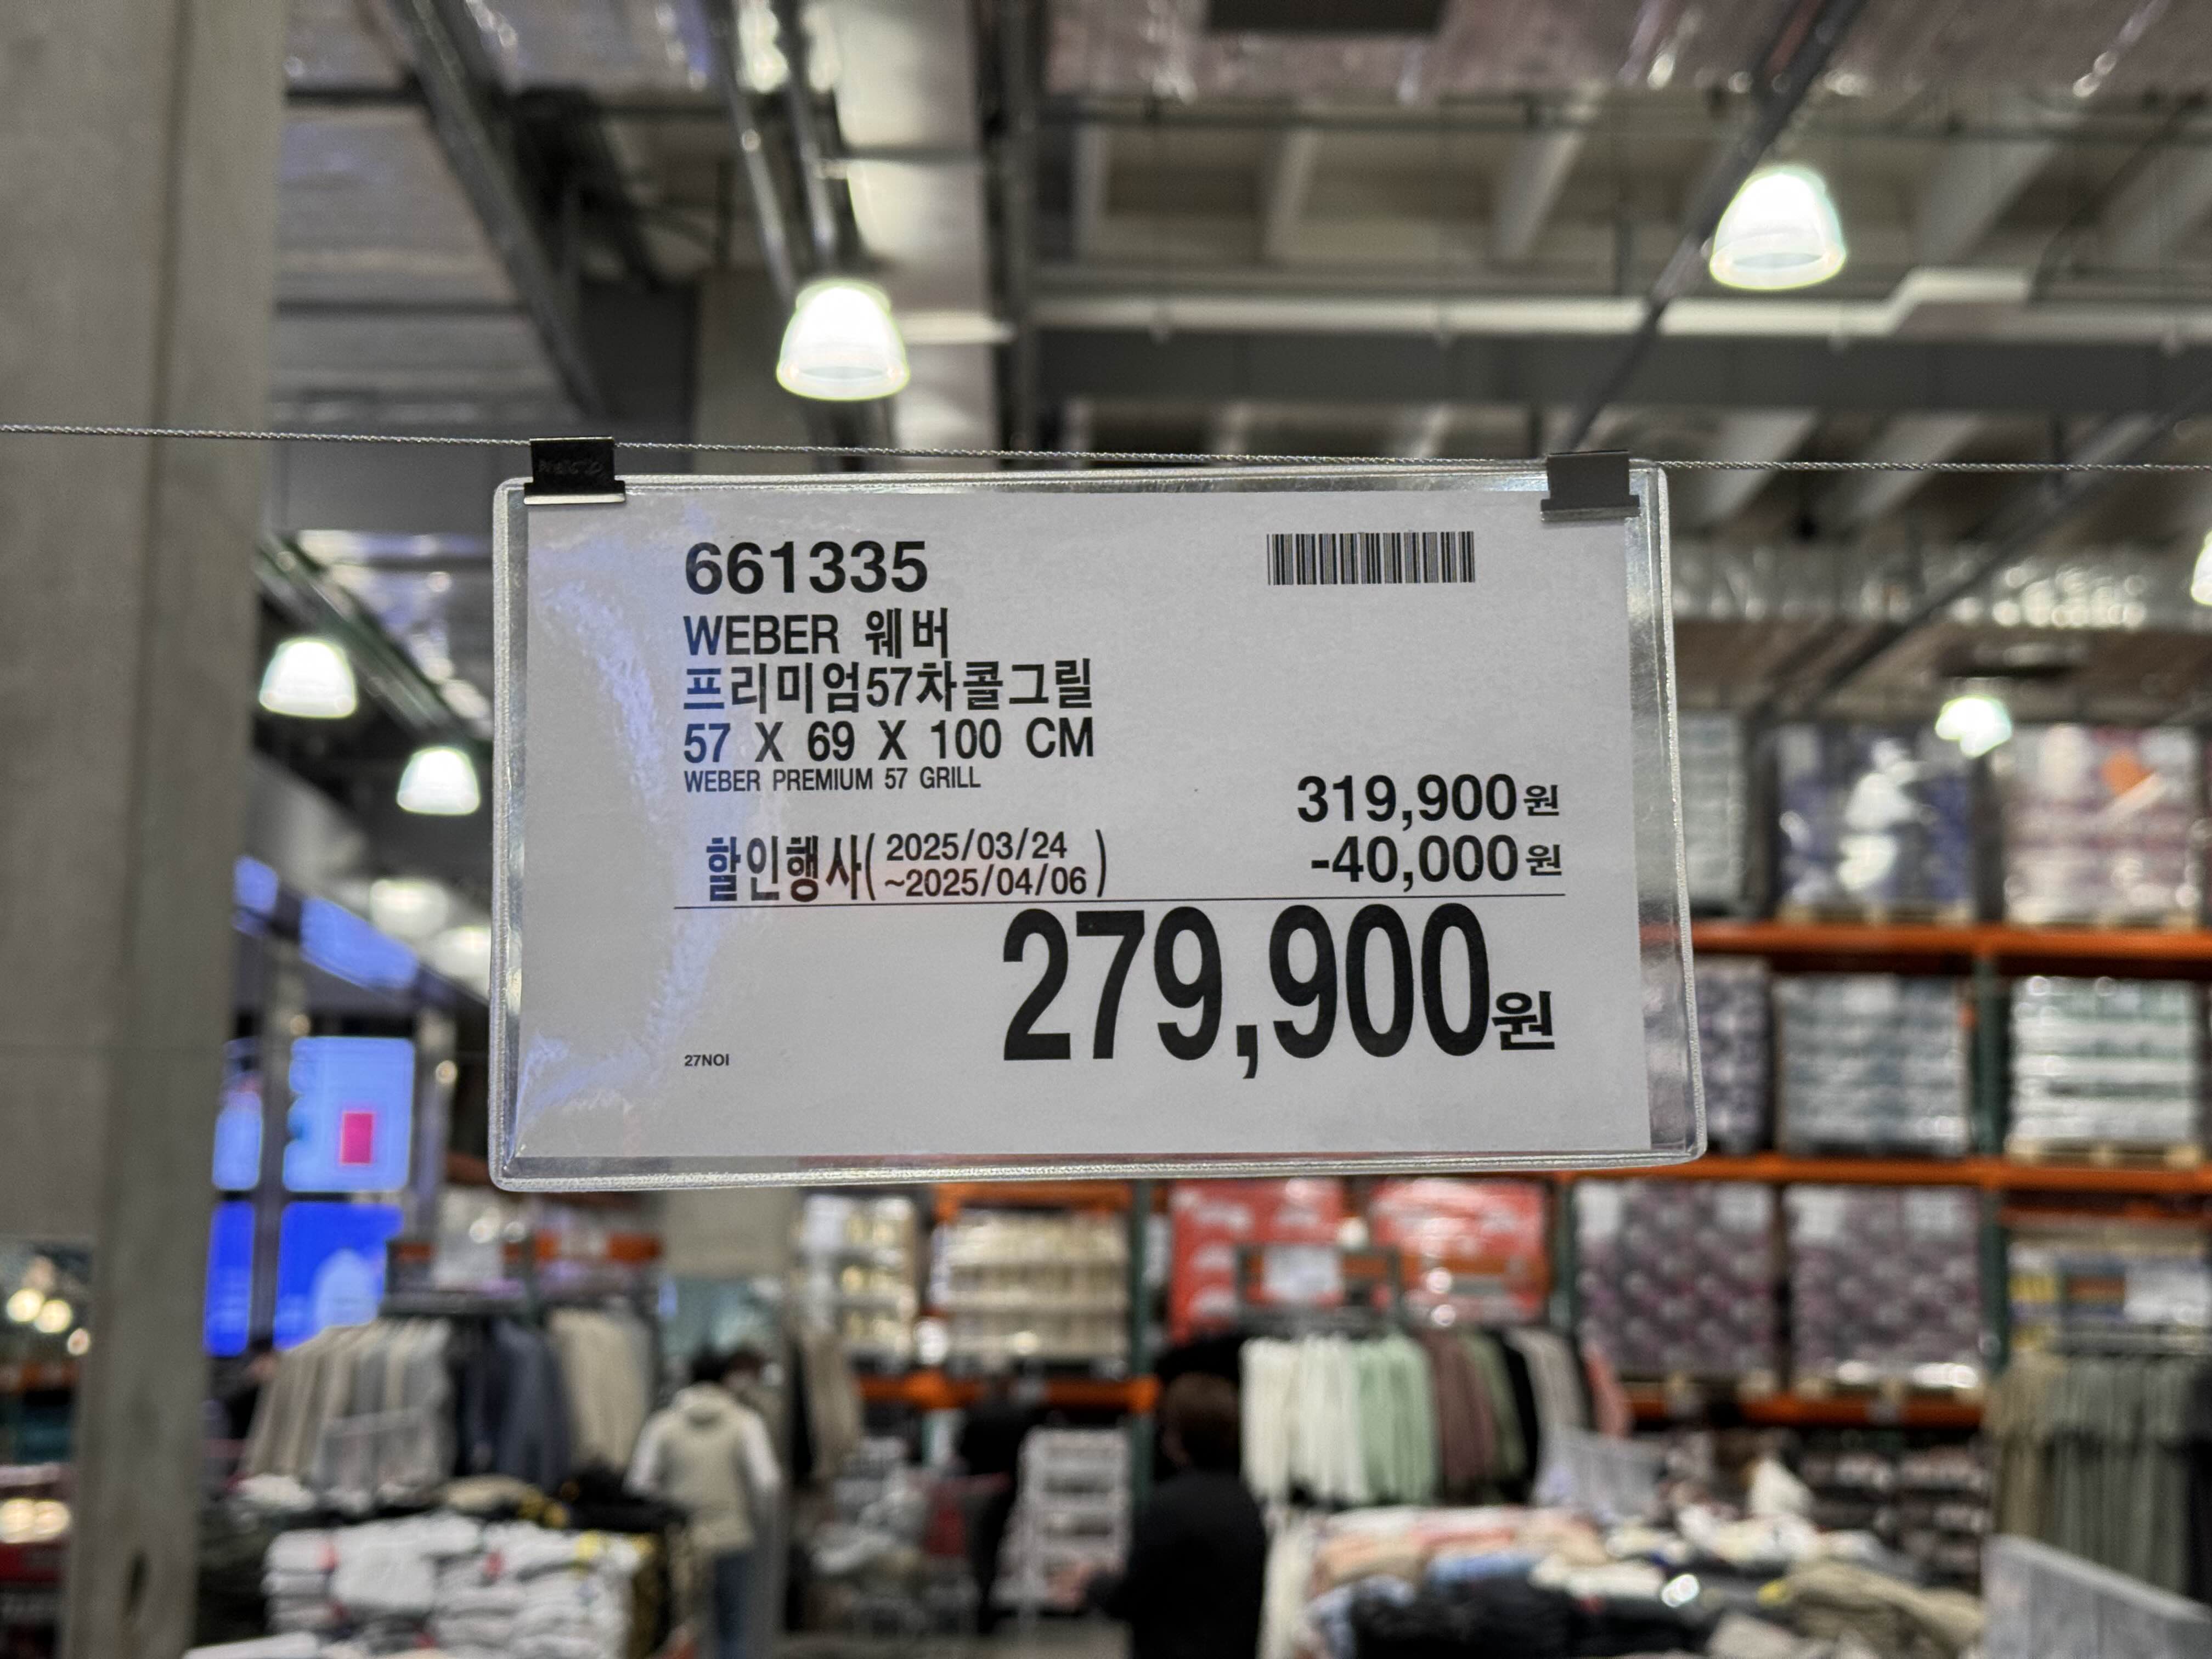 661335
WEBER 웨버
프리미엄57차콜그릴
57 X 69 X 100 CM
WEBER PREMIUM 57 GRILL
319,900원
할인행사( 2025/03/24 ~2025/04/06 ) -40,000원
279,900원
27NOI